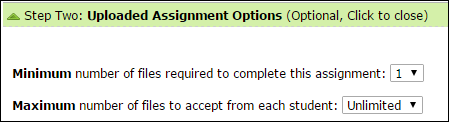 Step Two: Uploaded Assignment Options (Optional, Click to close)
Minimum number of files required to complete this assignment: 1
Maximum number of files to accept from each student: Unlimited